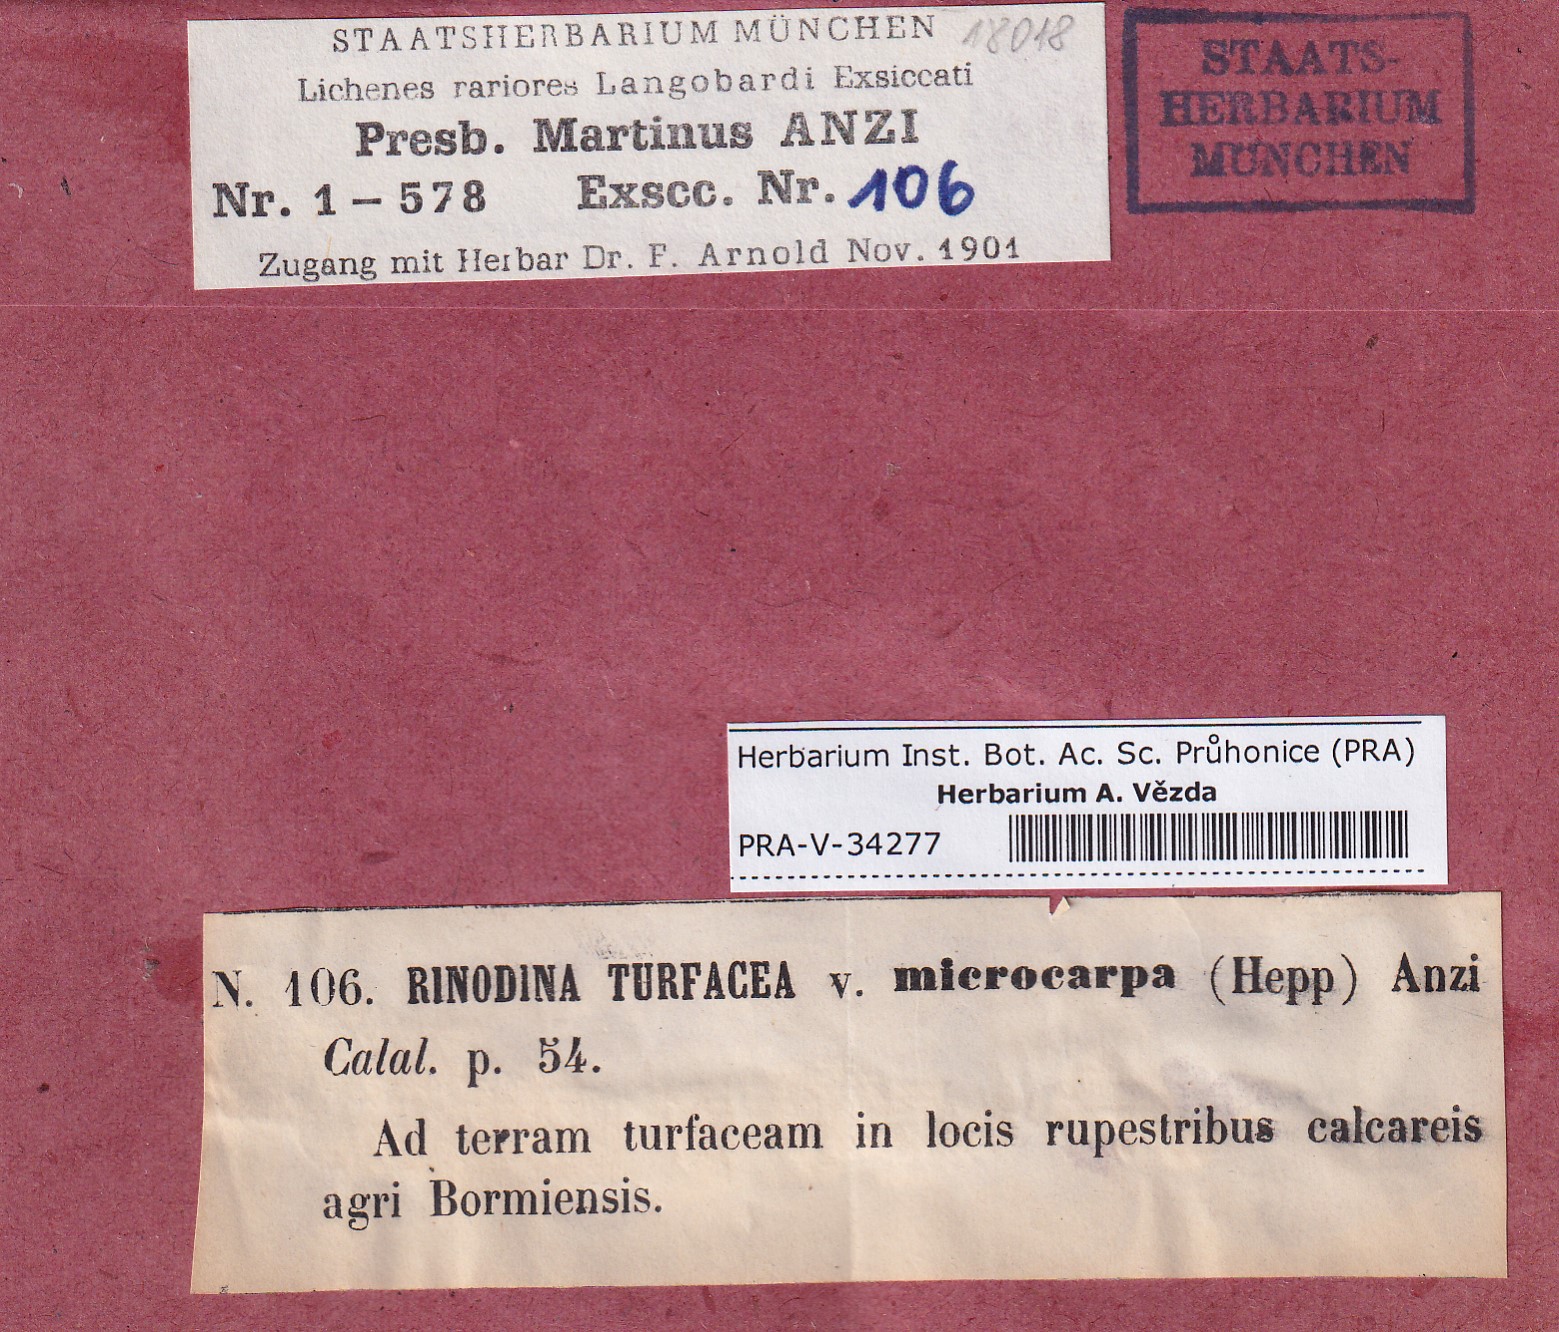 STAATSHERBARIUM MÜNCHEN 18018
Lichenes rariores Langobardi Exsiccati
Presb. Martinus ANZI
Nr. 1 – 578 Exscc. Nr. 106
Zugang mit Herbar Dr. F. Arnold Nov. 1901
STAATS-
HERBARIUM
MÜNCHEN
Herbarium Inst. Bot. Ac. Sc. Průhonice (PRA)
Herbarium A. Vězda
PRA-V-34277
N. 106. RINODINA TURFACEA v. microcarpa (Hepp) Anzi
Calal. p. 54.
Ad terram turfaceam in locis rupestribus calcareis
agri Bormiensis.